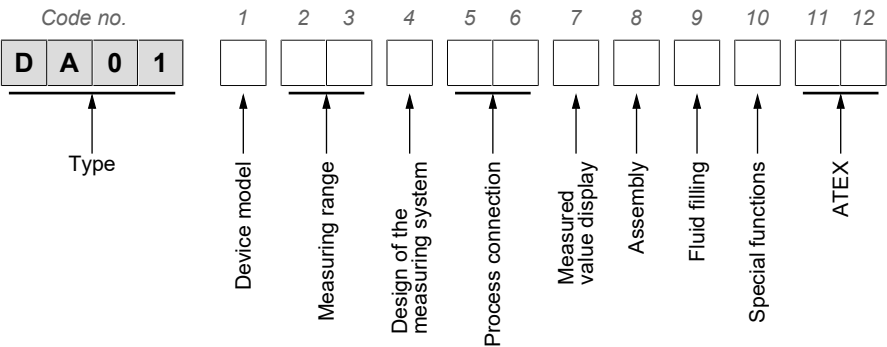 Code no. 1 2 3 4 5 6 7 8 9 10 11 12
D A 0 1
Type
Device model
Measuring range
Design of the
measuring system
Process connection
Measured
value display
Assembly
Fluid filling
Special functions
ATEX